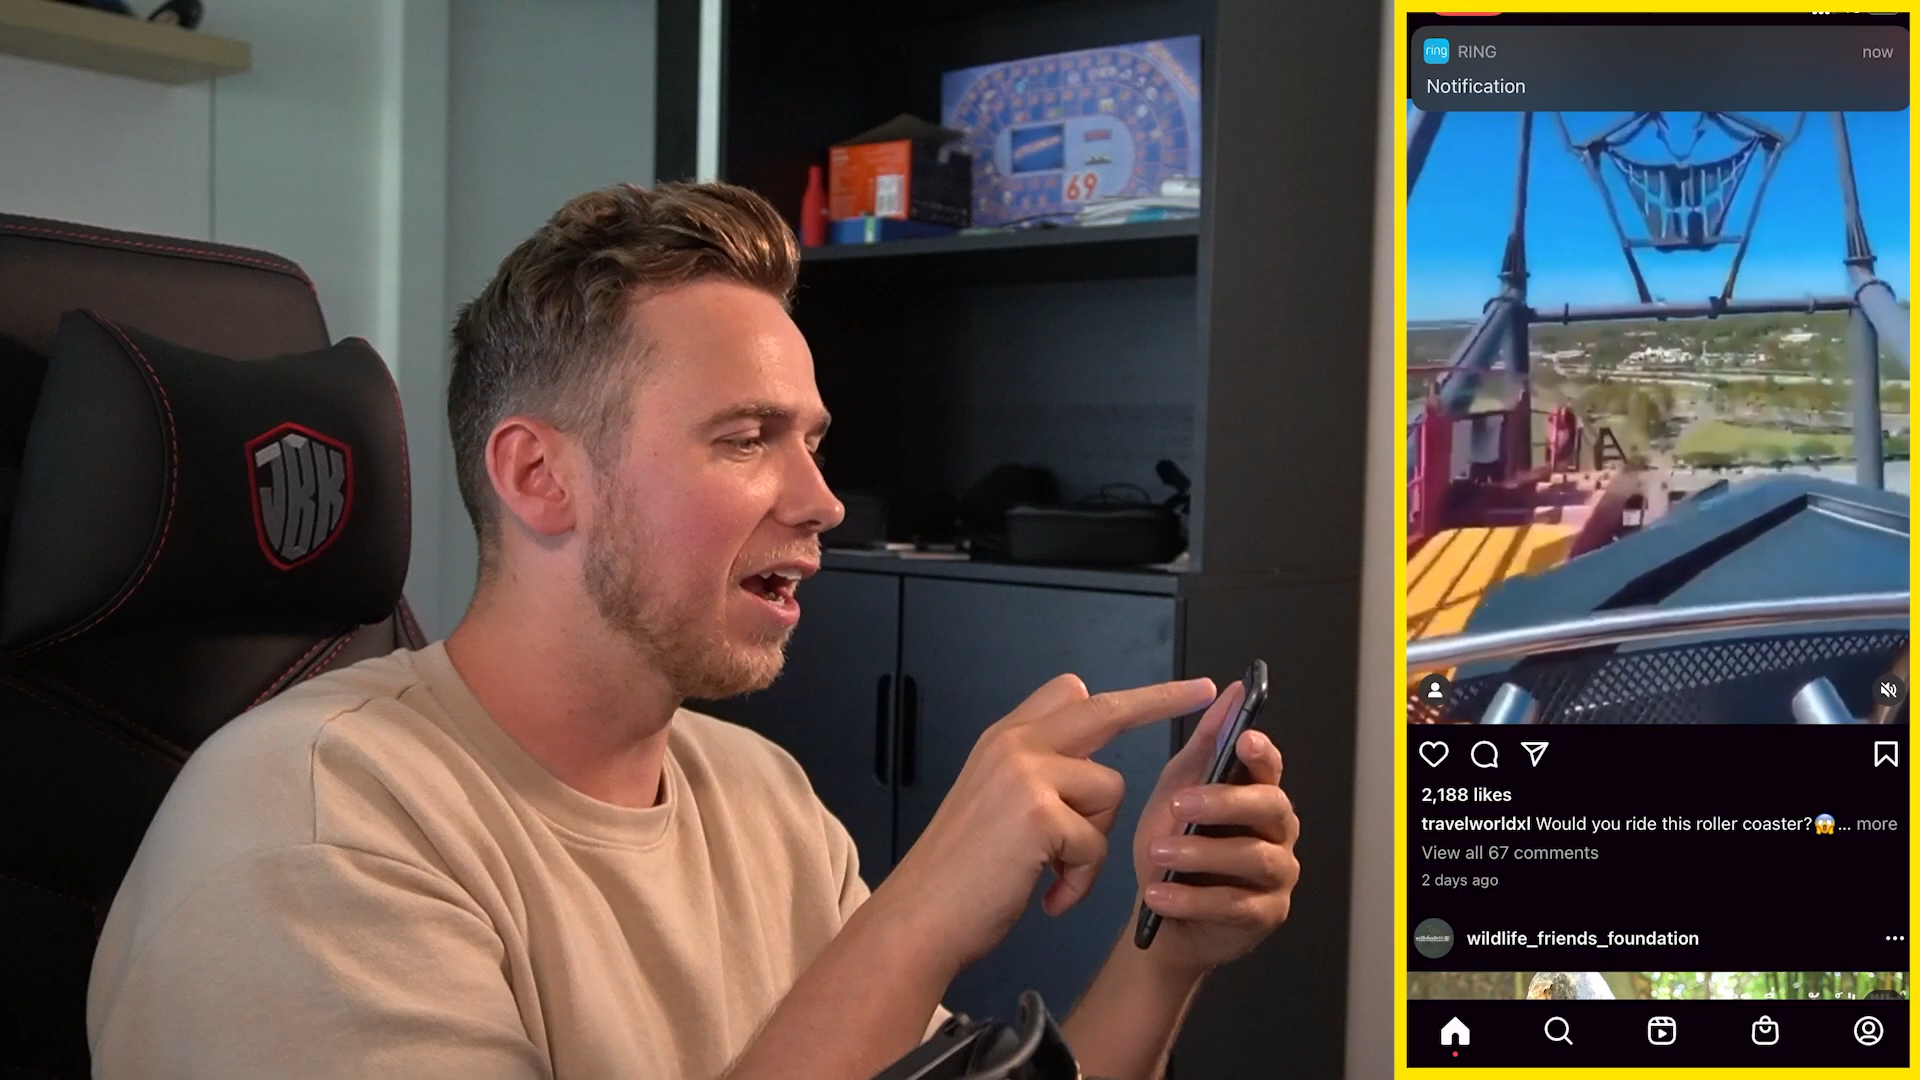 JBK
69
ring RING now
Notification
2,188 likes
travelworldxl Would you ride this roller coaster?😱... more
View all 67 comments
2 days ago
wildlife_friends_foundation